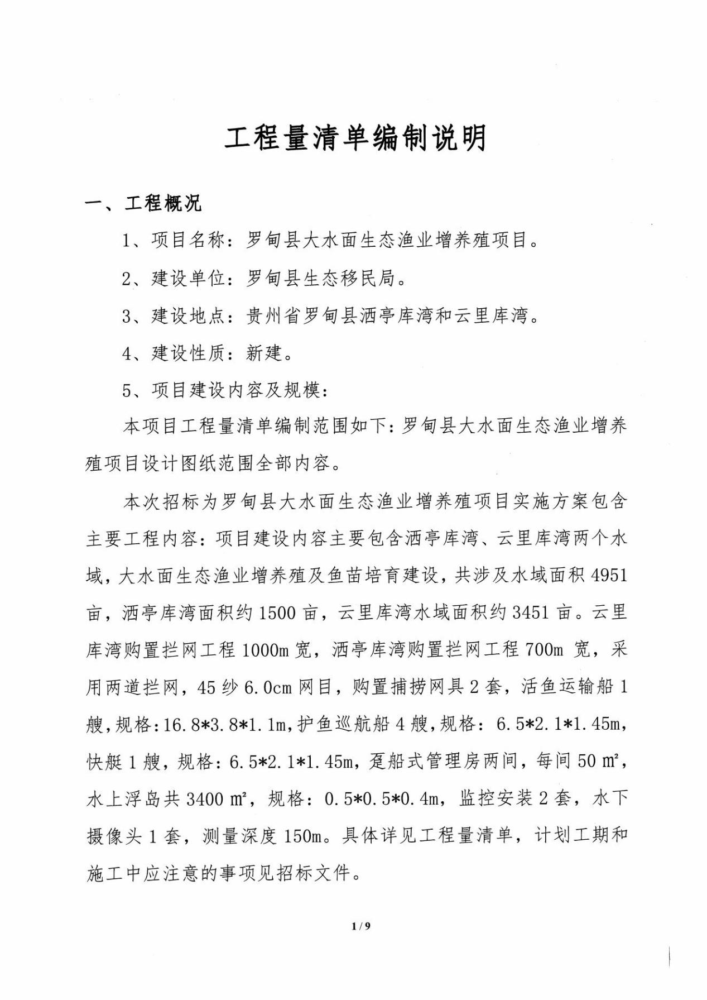 工程量清单编制说明
一、工程概况
1、项目名称：罗甸县大水面生态渔业增养殖项目。
2、建设单位：罗甸县生态移民局。
3、建设地点：贵州省罗甸县洒亭库湾和云里库湾。
4、建设性质：新建。
5、项目建设内容及规模：
本项目工程量清单编制范围如下：罗甸县大水面生态渔业增养
殖项目设计图纸范围全部内容。
本次招标为罗甸县大水面生态渔业增养殖项目实施方案包含
主要工程内容：项目建设内容主要包含洒亭库湾、云里库湾两个水
域，大水面生态渔业增养殖及鱼苗培育建设，共涉及水域面积 4951
亩，洒亭库湾面积约 1500 亩，云里库湾水域面积约 3451 亩。云里
库湾购置拦网工程 1000m 宽，洒亭库湾购置拦网工程 700m 宽，采
用两道拦网，45 纱 6.0cm 网目，购置捕捞网具 2 套，活鱼运输船 1
艘，规格：16.8*3.8*1.1m，护鱼巡航船 4 艘，规格： 6.5*2.1*1.45m，
快艇 1 艘，规格：6.5*2.1*1.45m，趸船式管理房两间，每间 50 ㎡，
水上浮岛共 3400 ㎡，规格：0.5*0.5*0.4m，监控安装 2 套，水下
摄像头 1 套，测量深度 150m。具体详见工程量清单，计划工期和
施工中应注意的事项见招标文件。
1 / 9